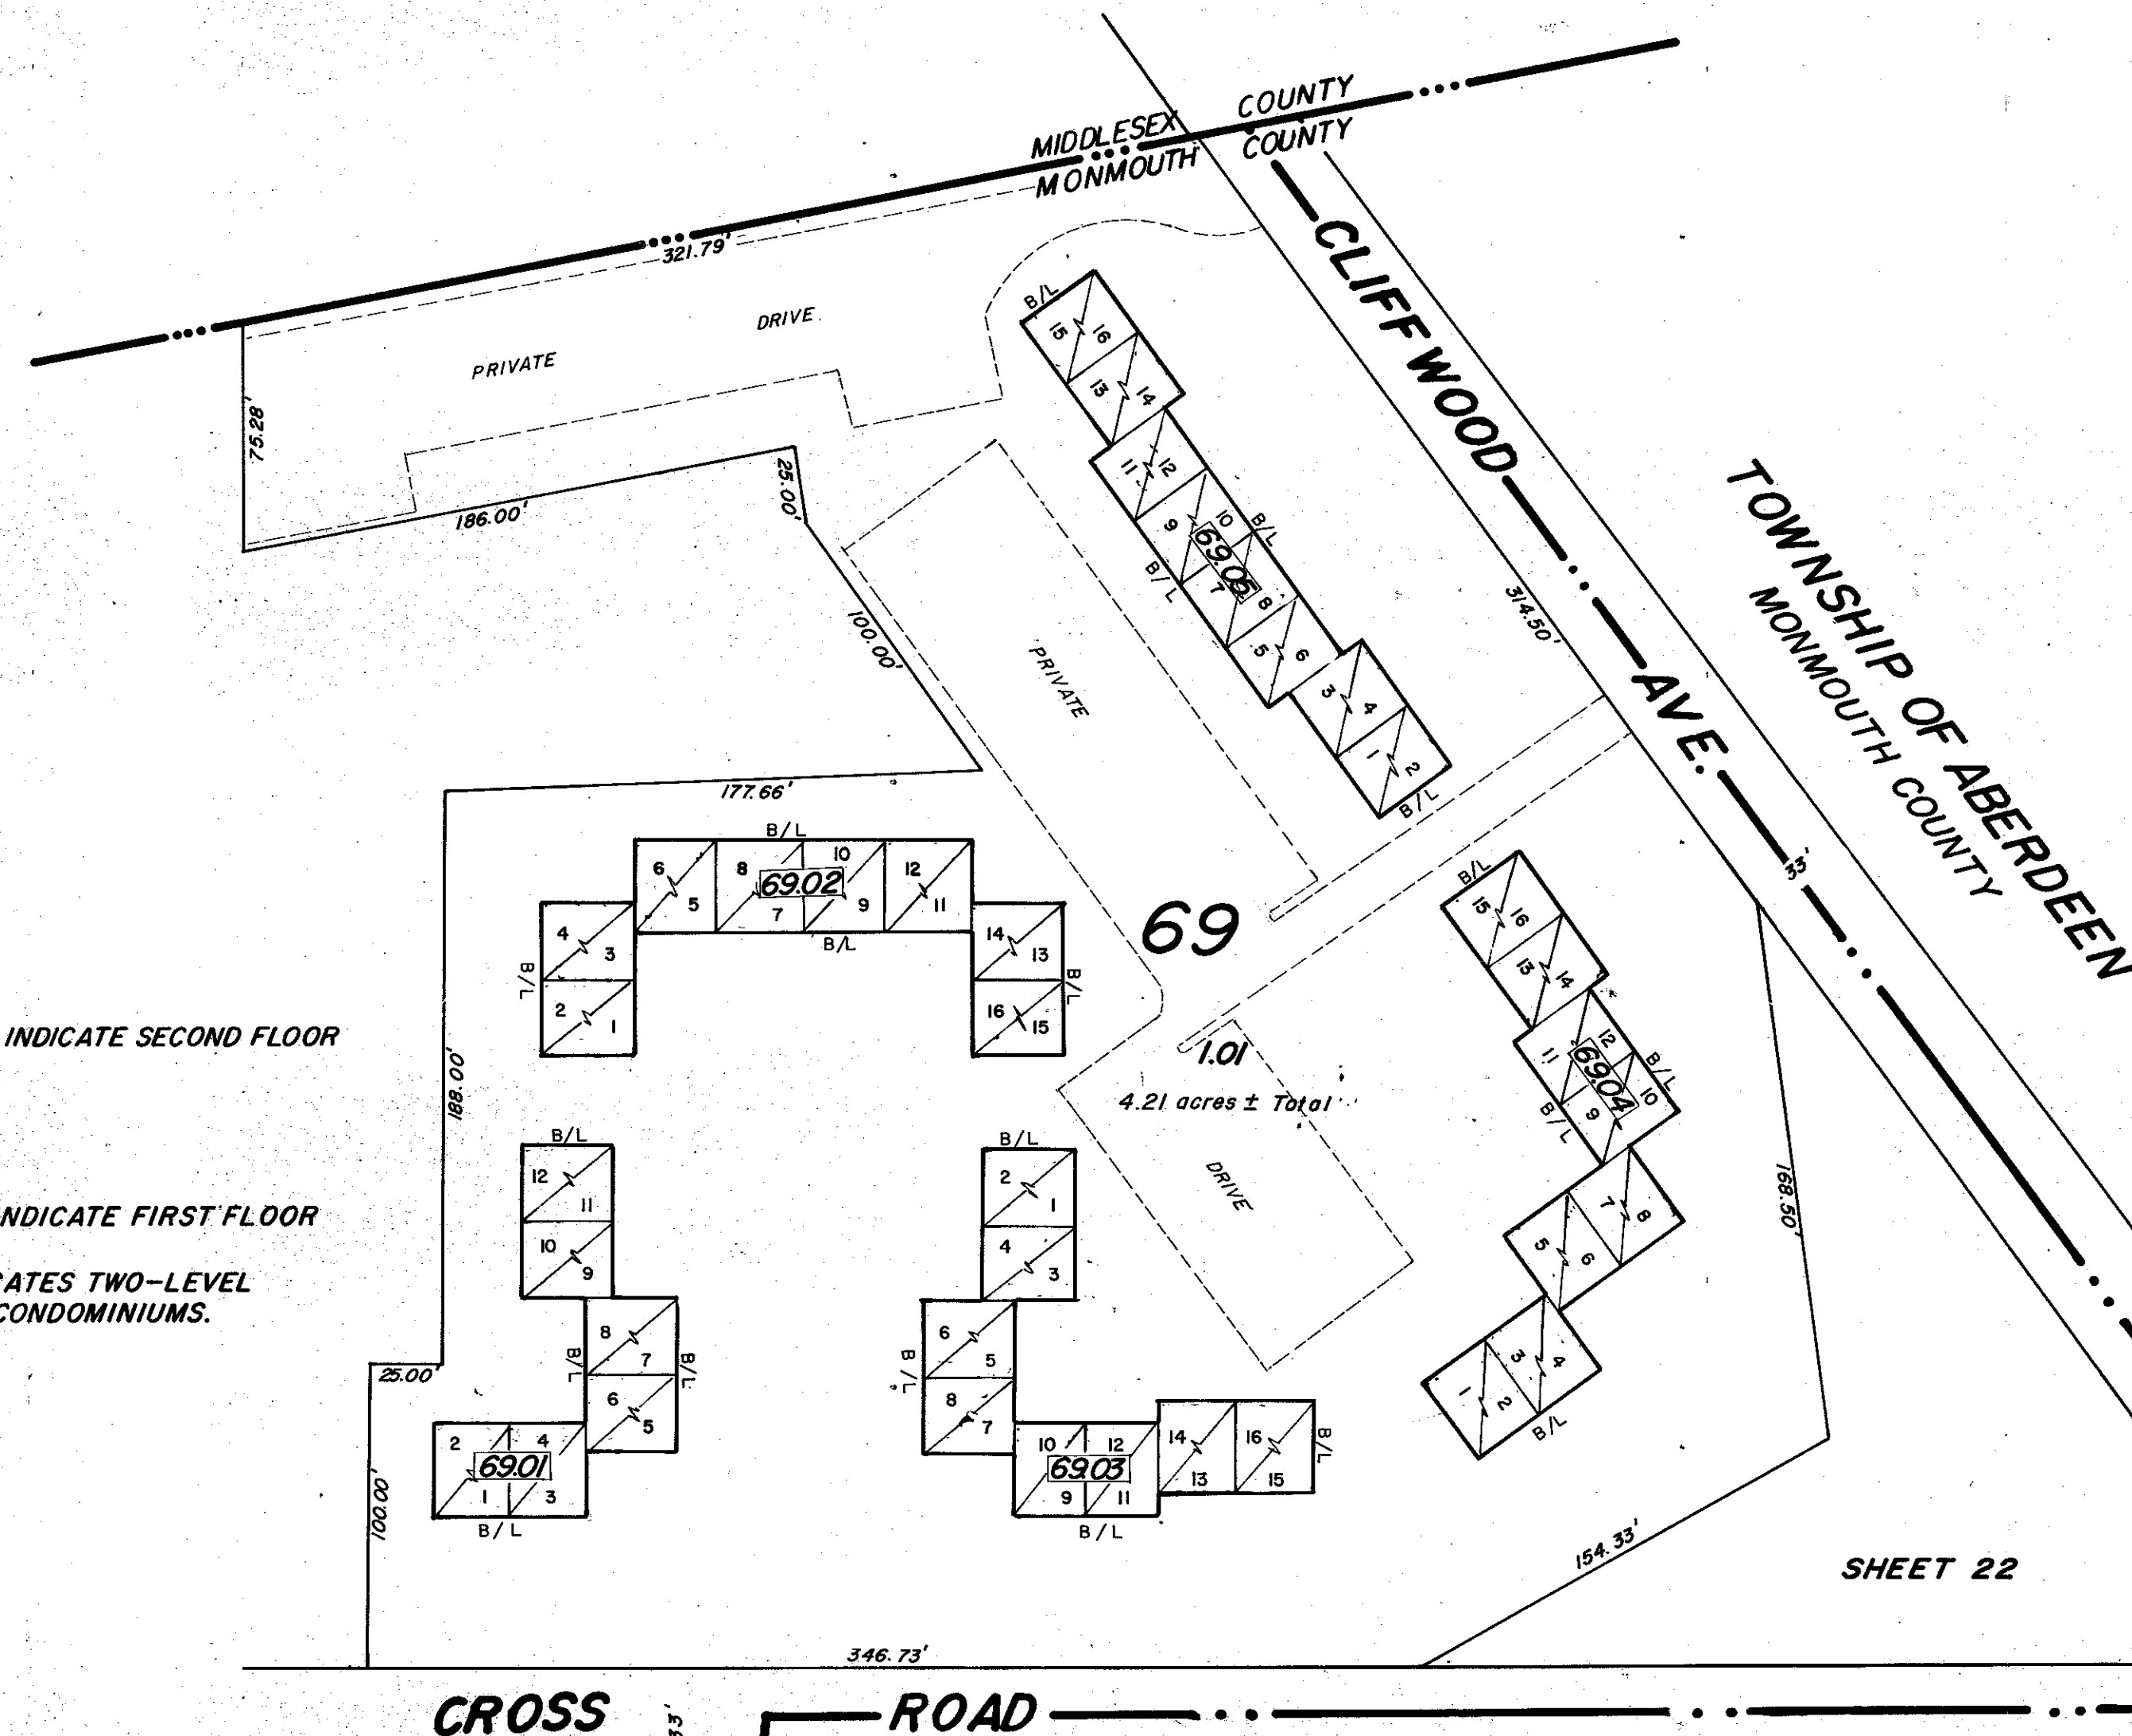 MIDDLESEX COUNTY
MONMOUTH COUNTY
321.79'
CLIFFWOOD AVE.
33'
TOWNSHIP OF ABERDEEN
MONMOUTH COUNTY
PRIVATE DRIVE
75.28'
186.00'
25.00'
100.00'
177.66'
188.00'
25.00'
100.00'
314.50'
168.50'
154.33'
346.73'
B/L
15 16
13 14
11 12
9 10
69.05
7 8
5 6
3 4
1 2
B/L
B/L
B/L
PRIVATE
DRIVE
69
1.01
4.21 acres ± Total
B/L
6 8 10 12
69.02
5 7 9 11
B/L
4 3
2 1
B/L
14 13
16 15
B/L
INDICATE SECOND FLOOR
NDICATE FIRST FLOOR
CATES TWO-LEVEL
CONDOMINIUMS.
B/L
12 11
10 9
8 7
6 5
B/L
B/L
2 4
69.01
1 3
B/L
B/L
2 1
4 3
6 5
8 7
B/L
10 12 14 16
69.03
9 11 13 15
B/L
B/L
B/L
15 16
13 14
11 12
69.04
9 10
B/L
B/L
7 8
5 6
3 4
1 2
B/L
SHEET 22
CROSS ROAD
33'